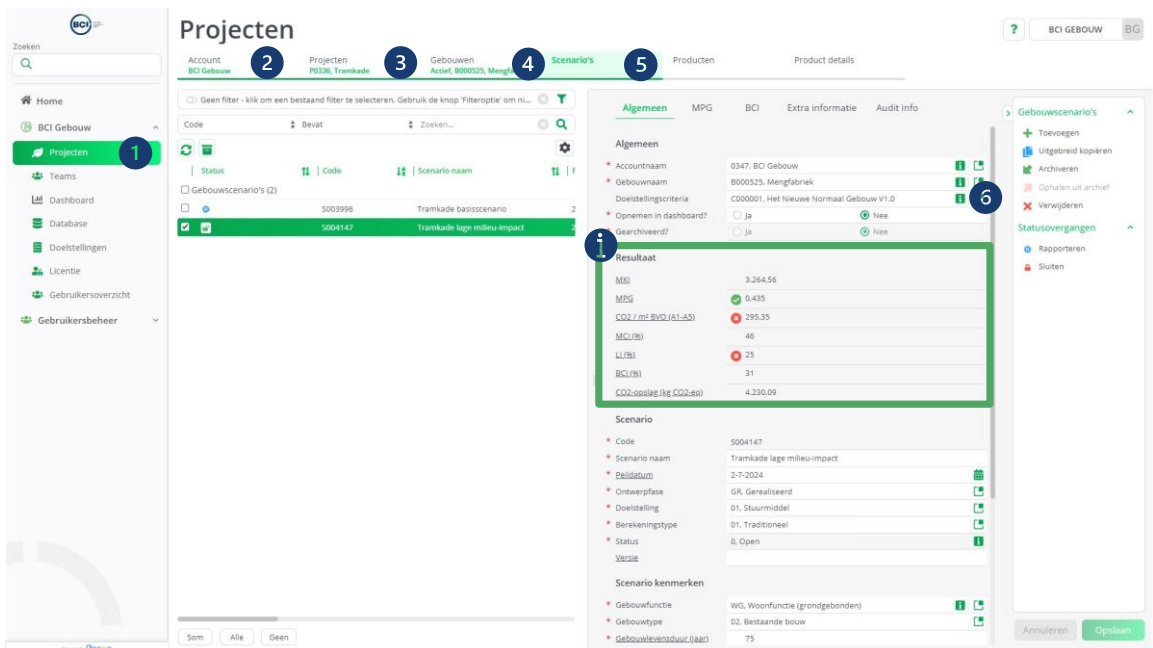 BCI
Projecten
?
BCI GEBOUW
BG
Zoeken
Account
BCI Gebouw
2
Projecten
P0336, Tramkade
3
Gebouwen
Actief, B000525, Mengfa
4
Scenario's
5
Producten
Product details
Home
BCI Gebouw
Projecten
1
Teams
Dashboard
Database
Doelstellingen
Licentie
Gebruikersoverzicht
Gebruikersbeheer
Geen filter - klik om een bestaand filter te selecteren. Gebruik de knop 'Filteroptie' om ni...
Code
Bevat
Zoeken...
Status
Code
Scenario naam
Gebouwscenario's (2)
5003996
Tramkade basisscenario
2
5004147
Tramkade lage milieu-impact
2
Som
Alle
Geen
Algemeen
MPG
BCI
Extra informatie
Audit info
Algemeen
* Accountnaam
0347, BCI Gebouw
* Gebouwnaam
B000525, Mengfabriek
Doelstellingscriteria
C000001, Het Nieuwe Normaal Gebouw V1.0
6
* Opnemen in dashboard?
Ja
Nee
* Gearchiveerd?
Ja
Nee
i
Resultaat
MKI
3.264,56
MPG
0,435
CO2 / m² BVO (A1-A5)
295,35
MCI (%)
46
LI (%)
25
BCI (%)
31
CO2-opslag (kg CO2-eq)
4.230,09
Scenario
* Code
5004147
* Scenario naam
Tramkade lage milieu-impact
* Peildatum
2-7-2024
* Ontwerpfase
GR, Gerealiseerd
* Doelstelling
01, Stuurmiddel
* Berekeningstype
01, Traditioneel
* Status
0, Open
Versie
Scenario kenmerken
* Gebouwfunctie
WG, Woonfunctie (grondgebonden)
* Gebouwtype
02, Bestaande bouw
* Gebouwlevensduur (jaar)
75
Gebouwscenario's
Toevoegen
Uitgebreid kopiëren
Archiveren
Ophalen uit archief
Verwijderen
Statusovergangen
Rapporteren
Sluiten
Annuleren
Opslaan